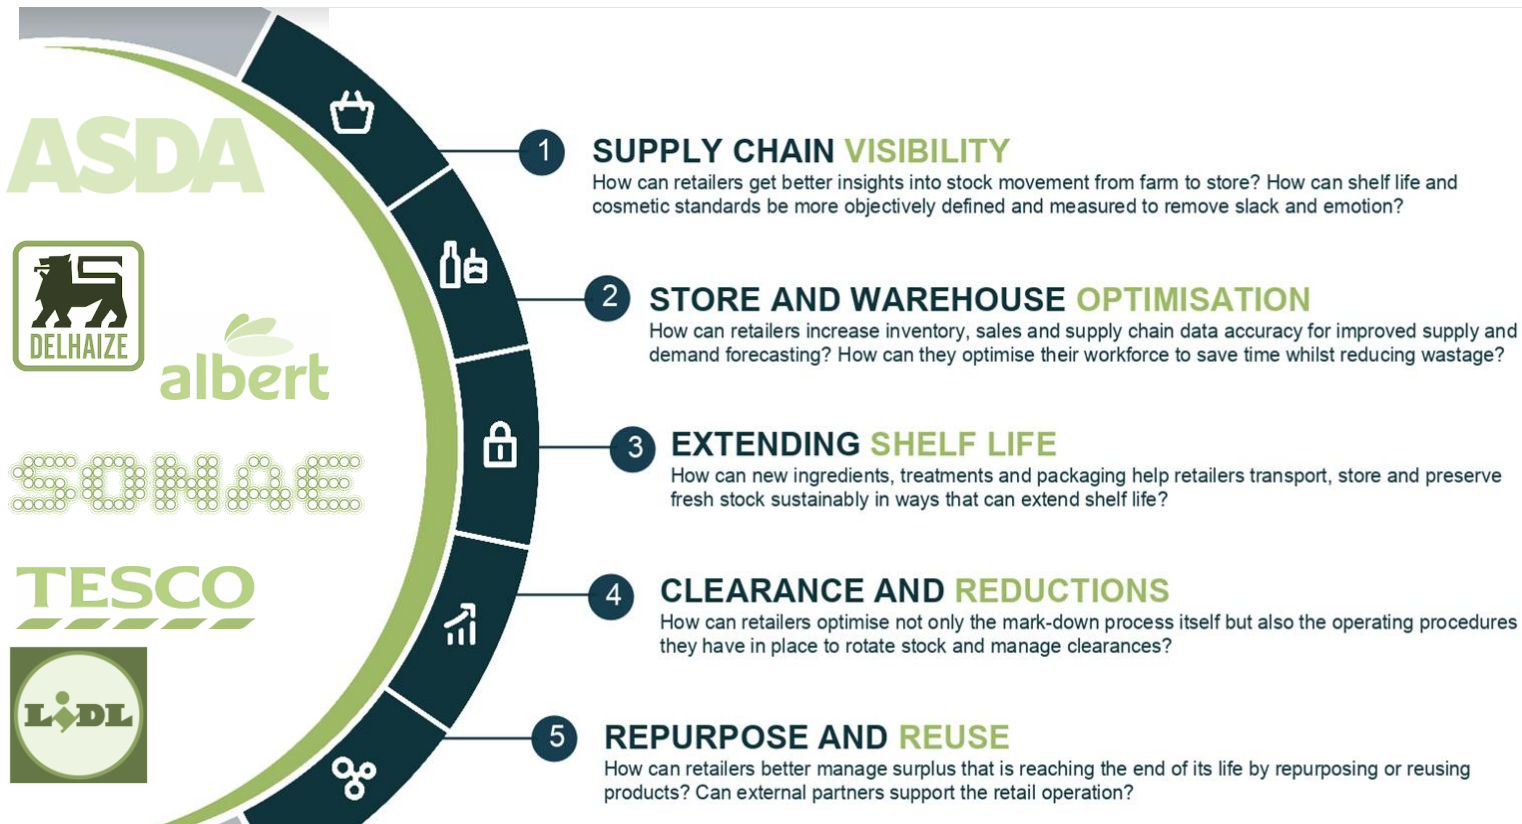 ASDA
DELHAIZE
albert
SONAE
TESCO
LIDL
1
SUPPLY CHAIN VISIBILITY
How can retailers get better insights into stock movement from farm to store? How can shelf life and
cosmetic standards be more objectively defined and measured to remove slack and emotion?
2
STORE AND WAREHOUSE OPTIMISATION
How can retailers increase inventory, sales and supply chain data accuracy for improved supply and
demand forecasting? How can they optimise their workforce to save time whilst reducing wastage?
3
EXTENDING SHELF LIFE
How can new ingredients, treatments and packaging help retailers transport, store and preserve
fresh stock sustainably in ways that can extend shelf life?
4
CLEARANCE AND REDUCTIONS
How can retailers optimise not only the mark-down process itself but also the operating procedures
they have in place to rotate stock and manage clearances?
5
REPURPOSE AND REUSE
How can retailers better manage surplus that is reaching the end of its life by repurposing or reusing
products? Can external partners support the retail operation?